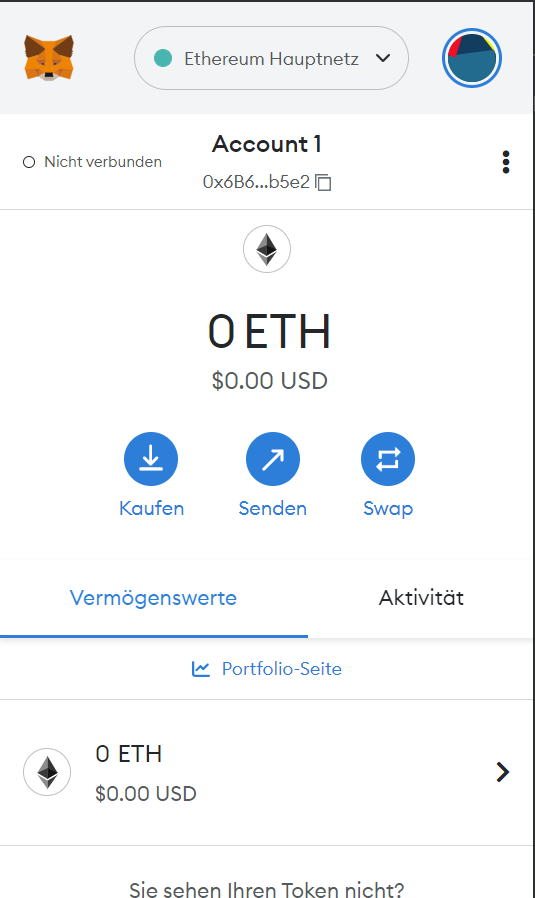 Ethereum Hauptnetz
Nicht verbunden
Account 1
0x6B6...b5e2
0 ETH
$0.00 USD
Kaufen
Senden
Swap
Vermögenswerte
Aktivität
Portfolio-Seite
0 ETH
$0.00 USD
Sie sehen Ihren Token nicht?